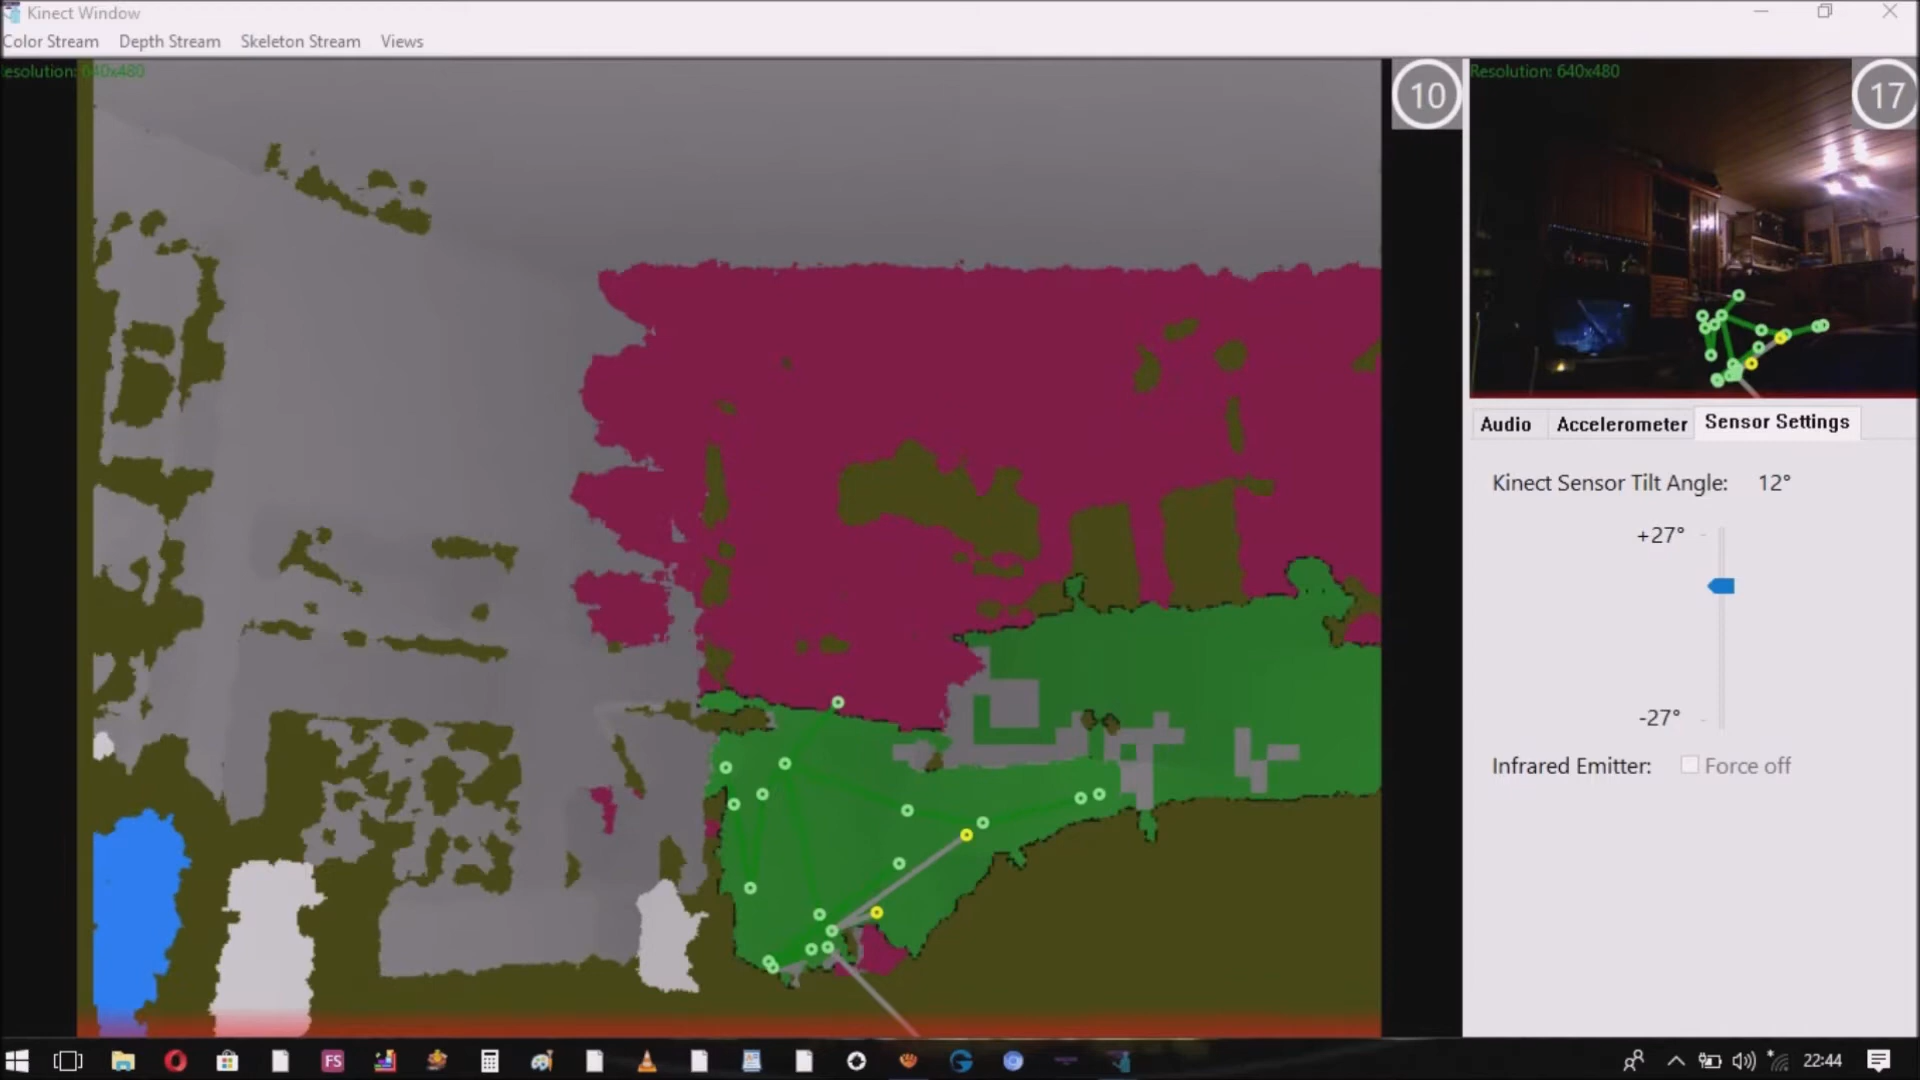 Kinect Window
Color Stream Depth Stream Skeleton Stream Views
esolution: 640x480
10
Resolution: 640x480
17
Audio Accelerometer Sensor Settings
Kinect Sensor Tilt Angle: 12°
+27°
-27°
Infrared Emitter: Force off
FS
22:44